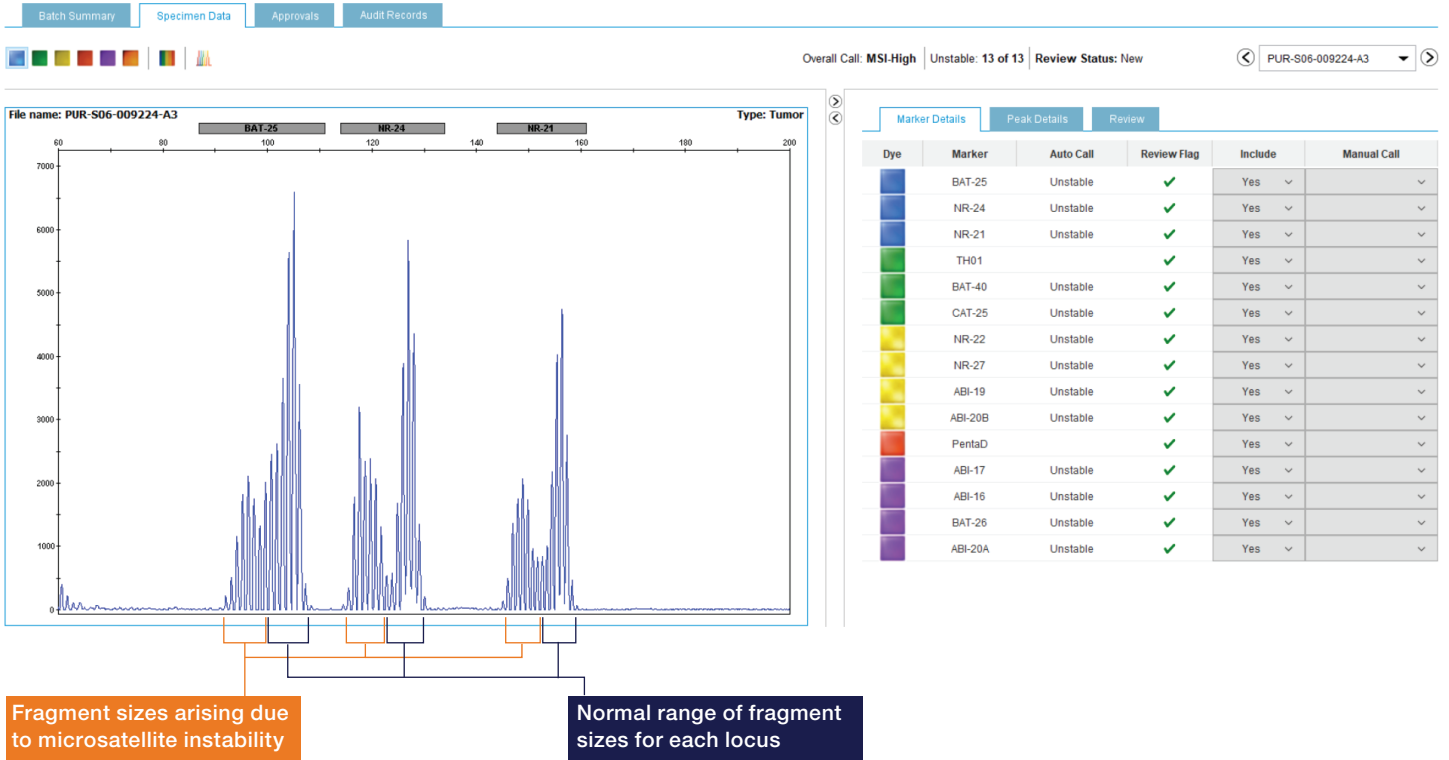 Batch Summary Specimen Data Approvals Audit Records
Overall Call: MSI-High Unstable: 13 of 13 Review Status: New PUR-S06-009224-A3
File name: PUR-S06-009224-A3 Type: Tumor
BAT-25 NR-24 NR-21
60 80 100 120 140 160 180 200
7000
6000
5000
4000
3000
2000
1000
0
Marker Details Peak Details Review
Dye Marker Auto Call Review Flag Include Manual Call
BAT-25 Unstable Yes
NR-24 Unstable Yes
NR-21 Unstable Yes
TH01 Yes
BAT-40 Unstable Yes
CAT-25 Unstable Yes
NR-22 Unstable Yes
NR-27 Unstable Yes
ABI-19 Unstable Yes
ABI-20B Unstable Yes
PentaD Yes
ABI-17 Unstable Yes
ABI-16 Unstable Yes
BAT-26 Unstable Yes
ABI-20A Unstable Yes
Fragment sizes arising due
to microsatellite instability
Normal range of fragment
sizes for each locus